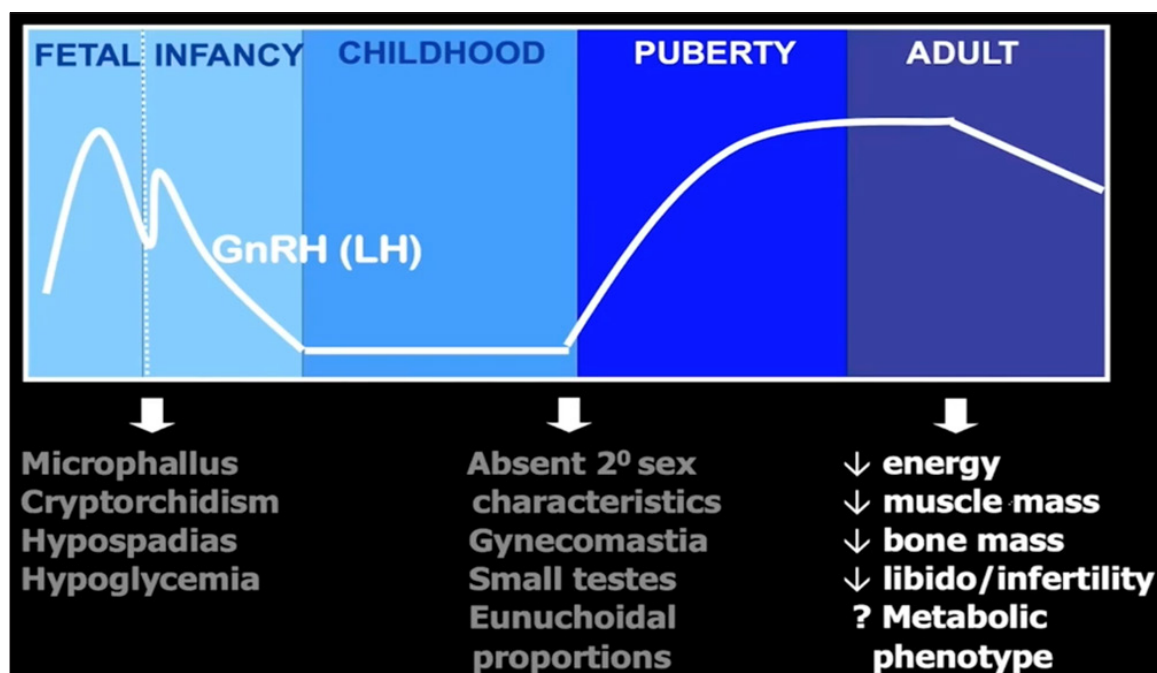 FETAL INFANCY CHILDHOOD PUBERTY ADULT
GnRH (LH)
Microphallus
Cryptorchidism
Hypospadias
Hypoglycemia
Absent 2⁰ sex
characteristics
Gynecomastia
Small testes
Eunuchoidal
proportions
↓ energy
↓ muscle mass
↓ bone mass
↓ libido/infertility
? Metabolic
phenotype